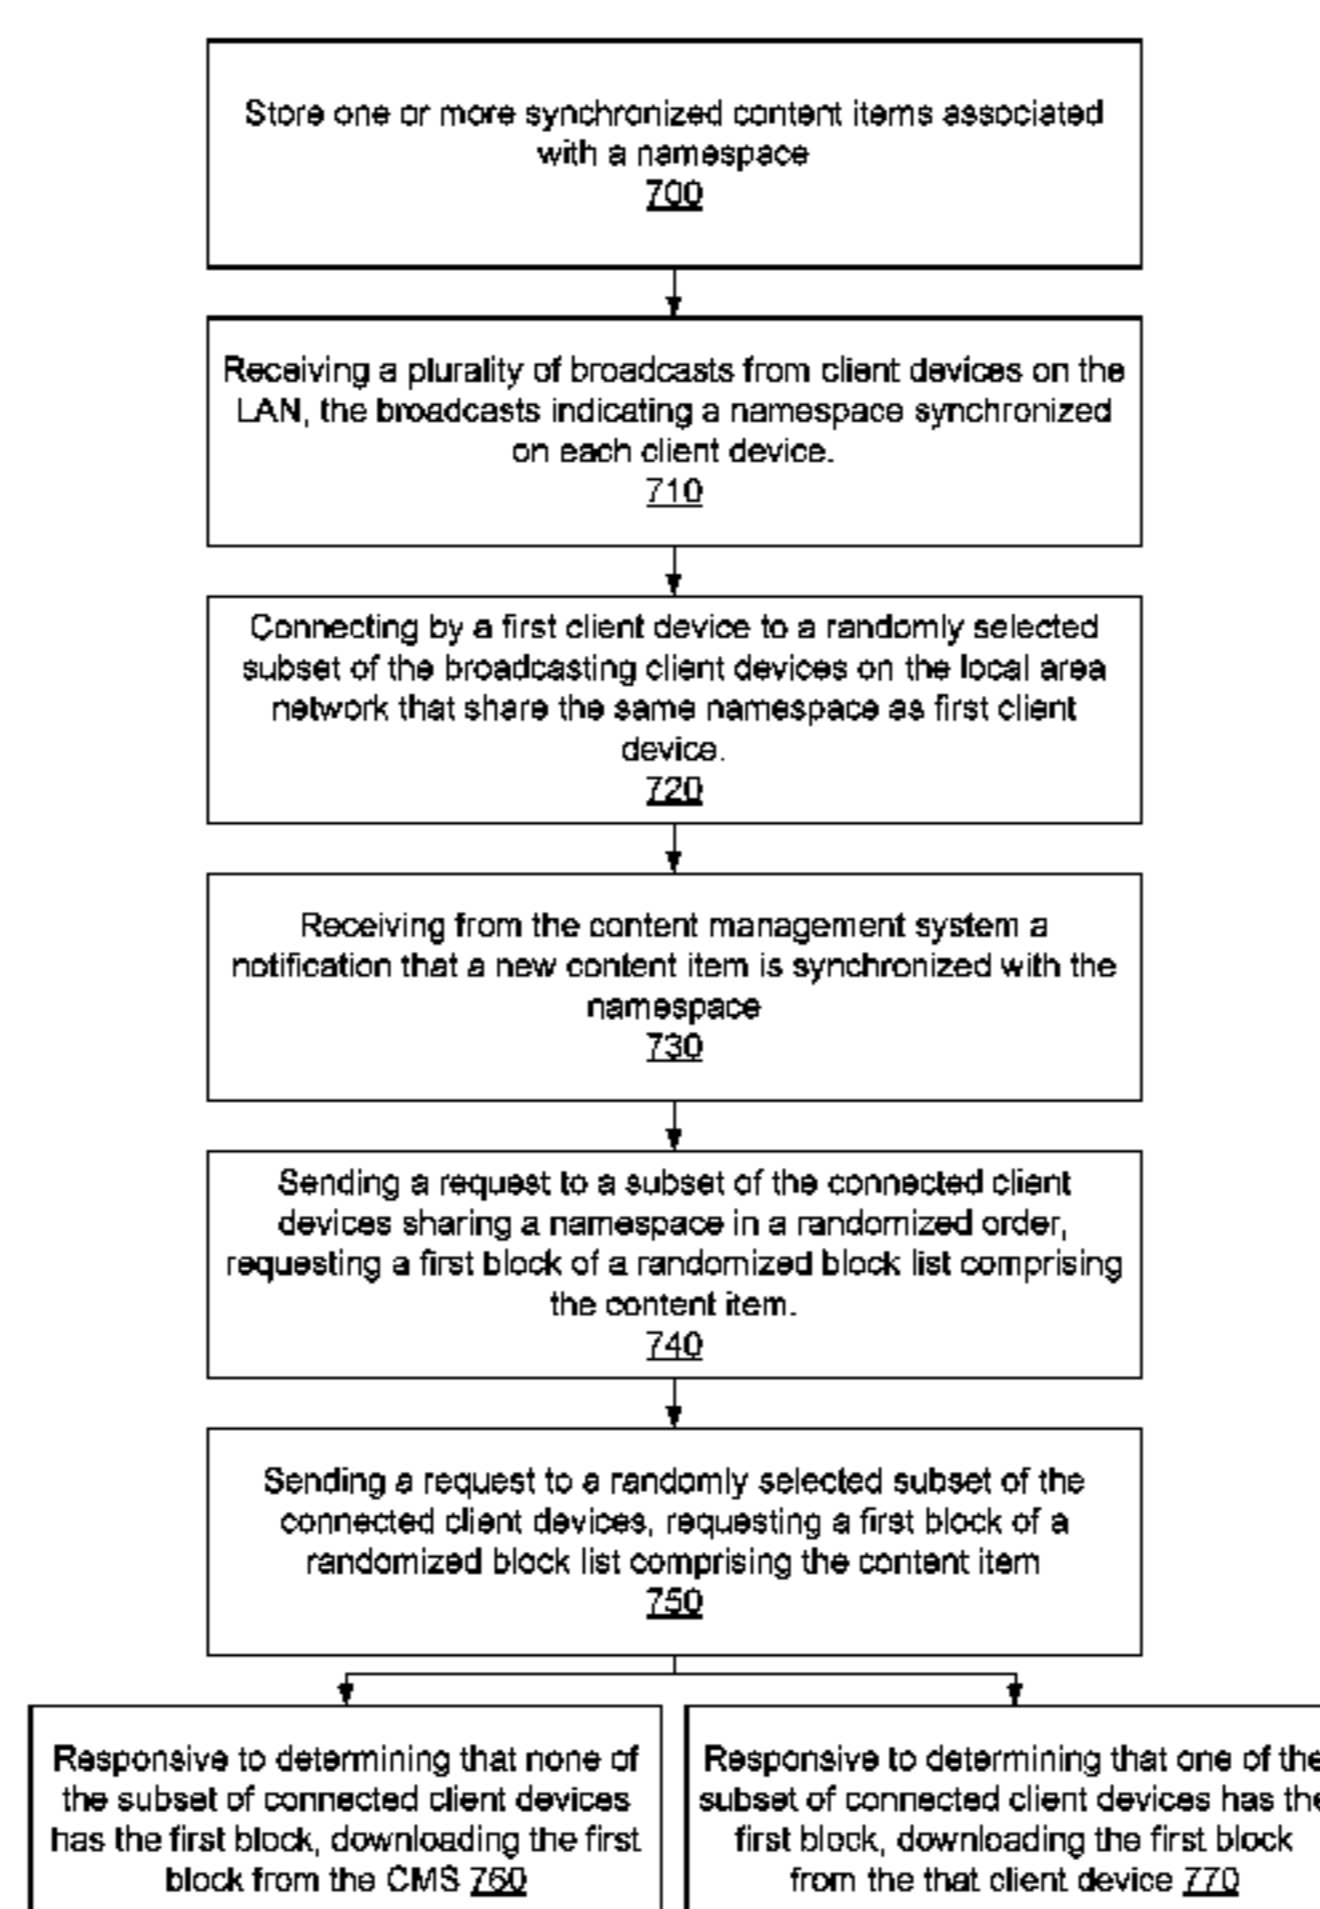 Store one or more synchronized content items associated
with a namespace
700
Receiving a plurality of broadcasts from client devices on the
LAN, the broadcasts indicating a namespace synchronized
on each client device.
710
Connecting by a first client device to a randomly selected
subset of the broadcasting client devices on the local area
network that share the same namespace as first client
device.
720
Receiving from the content management system a
notification that a new content item is synchronized with the
namespace
730
Sending a request to a subset of the connected client
devices sharing a namespace in a randomized order,
requesting a first block of a randomized block list comprising
the content item.
740
Sending a request to a randomly selected subset of the
connected client devices, requesting a first block of a
randomized block list comprising the content item
750
Responsive to determining that none of
the subset of connected client devices
has the first block, downloading the first
block from the CMS 760
Responsive to determining that one of the
subset of connected client devices has the
first block, downloading the first block
from the that client device 770